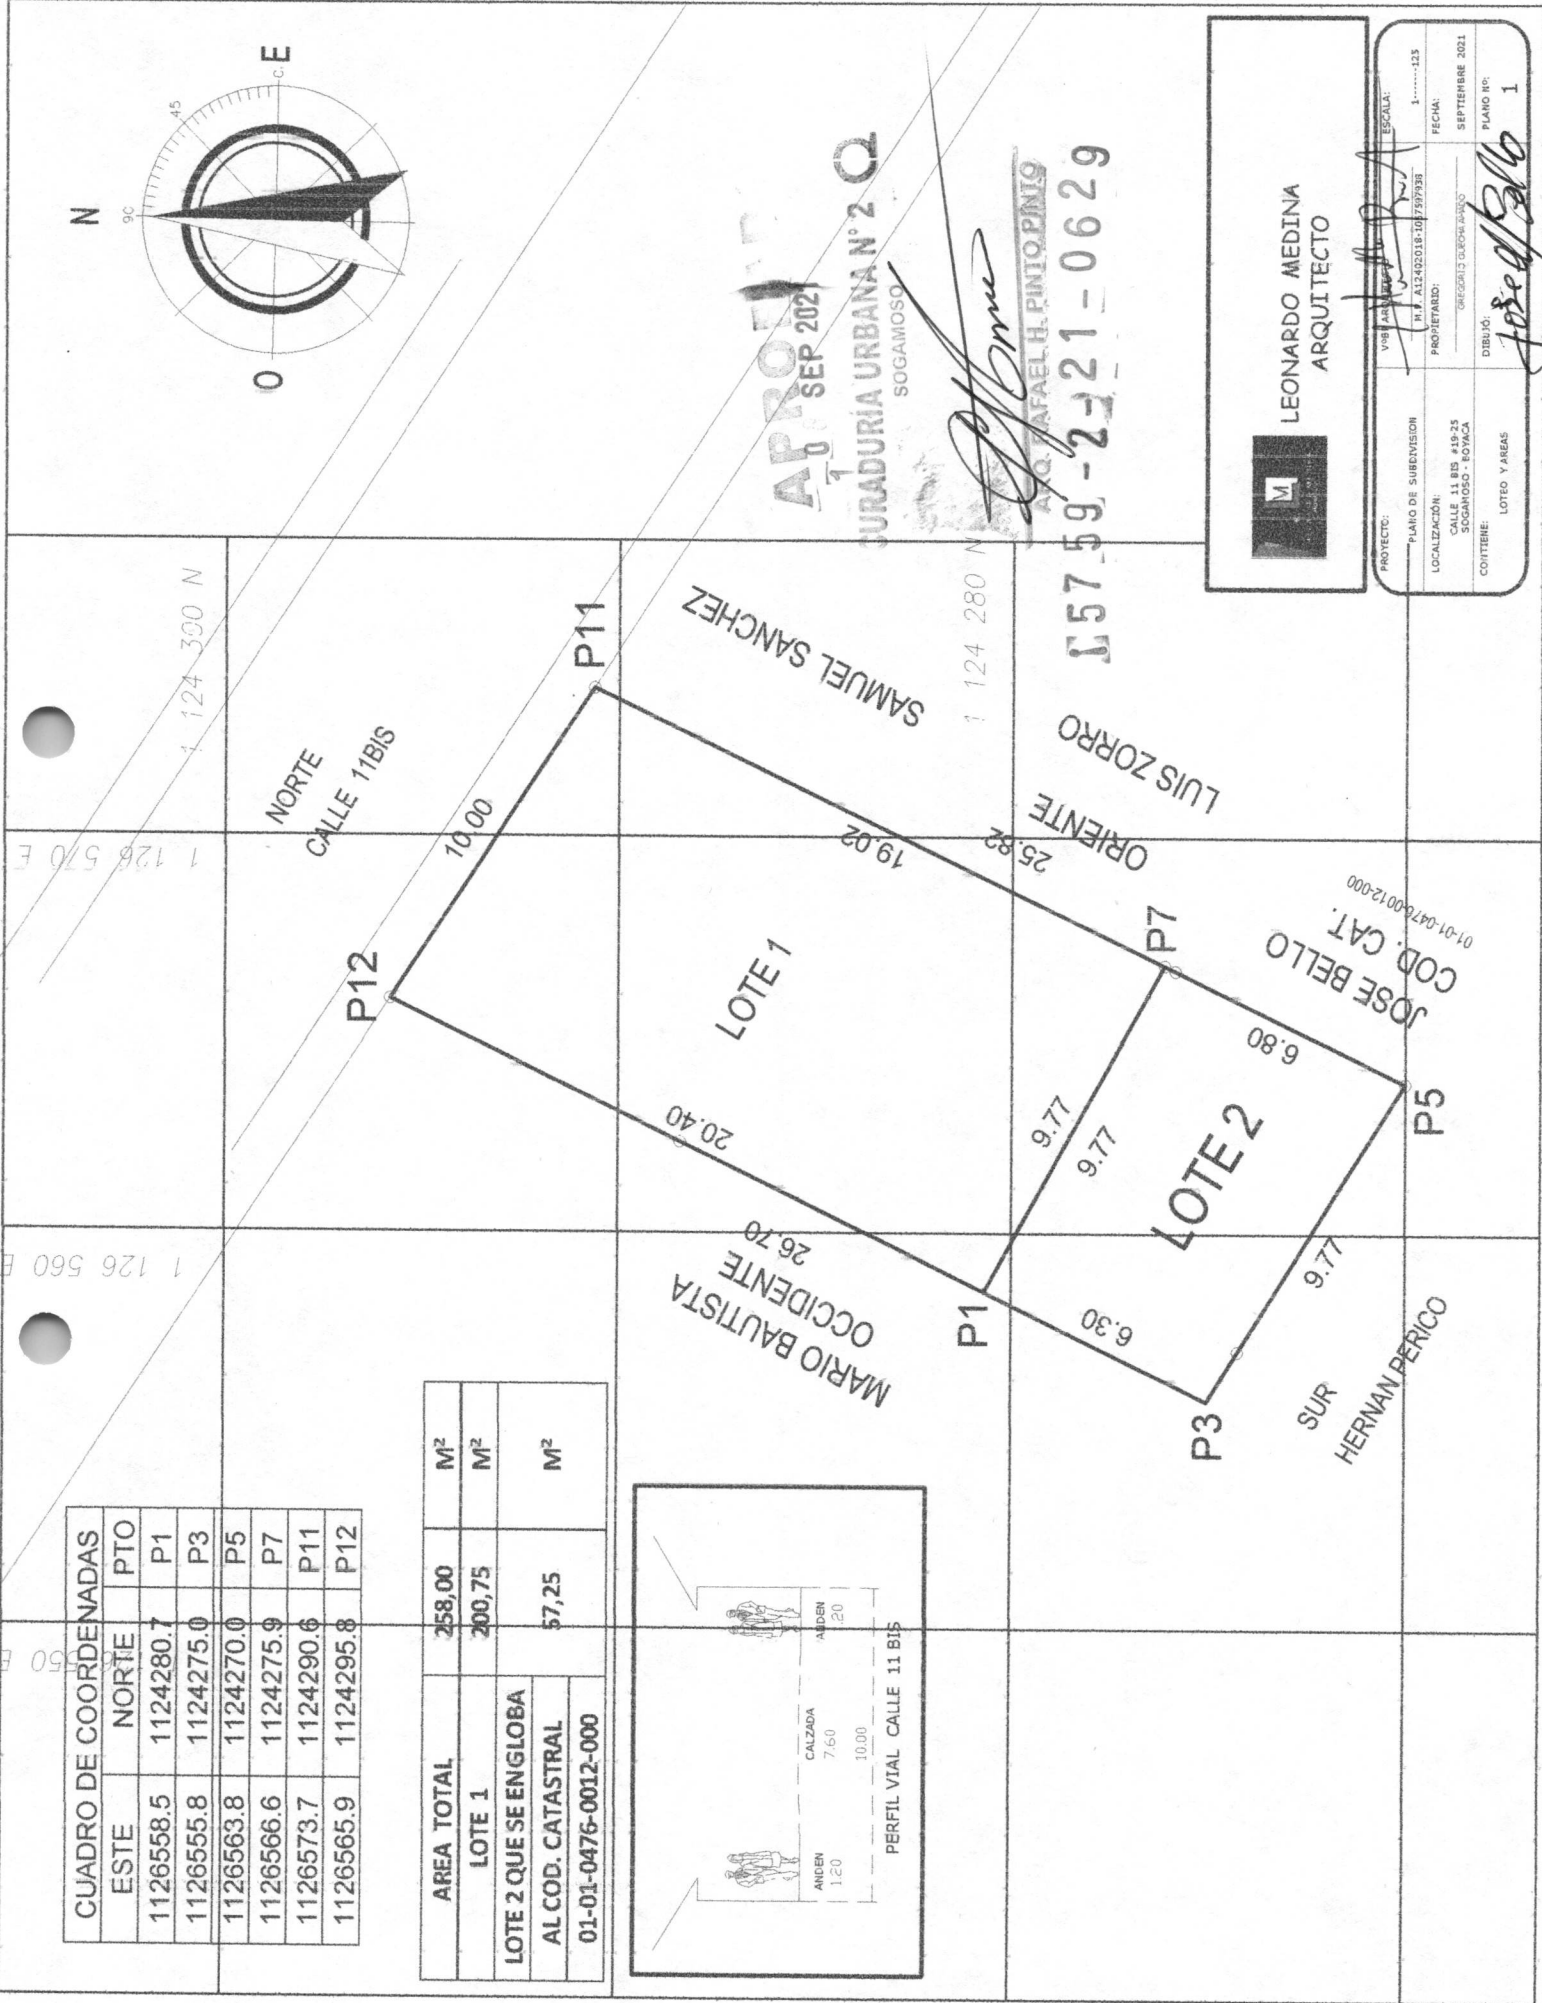 N
E
O
90
45
CUADRO DE COORDENADAS
ESTE NORTE PTO
1126558.5 1124280.7 P1
1126555.8 1124275.0 P3
1126563.8 1124270.0 P5
1126566.6 1124275.9 P7
1126573.7 1124290.6 P11
1126565.9 1124295.8 P12
AREA TOTAL 258,00 M²
LOTE 1 200,75 M²
LOTE 2 QUE SE ENGLOBA
AL COD. CATASTRAL 57,25 M²
01-01-0476-0012-000
ANDEN
1.20
CALZADA
7.60
ANDEN
1.20
10.00
PERFIL VIAL CALLE 11 BIS
1 126 560 E
1 126 570 E
1 124 300 N
1 124 280 N
NORTE
CALLE 11BIS
10.00
P12
P11
LOTE 1
20.40
19.02
25.82
ORIENTE
SAMUEL SANCHEZ
LUIS ZORRO
26.70
OCCIDENTE
MARIO BAUTISTA
P1
P7
9.77
9.77
LOTE 2
6.30
6.80
9.77
P3
P5
JOSE BELLO
COD. CAT.
01-01-0476-0012-000
SUR
HERNAN PERICO
10 SEP 2021
CURADURÍA URBANA N° 2
SOGAMOSO
ARQ. RAFAEL H. PINTO PINTO
15759-2-21-0629
M
LEONARDO MEDINA
ARQUITECTO
PROYECTO:
PLANO DE SUBDIVISION
LOCALIZACIÓN:
CALLE 11 BIS #19-25
SOGAMOSO - BOYACA
CONTIENE:
LOTEO Y AREAS
M.P. A12402018-1057597938
PROPIETARIO:
DIBUJÓ:
ESCALA:
1-------125
FECHA:
SEPTIEMBRE 2021
PLANO Nº:
1